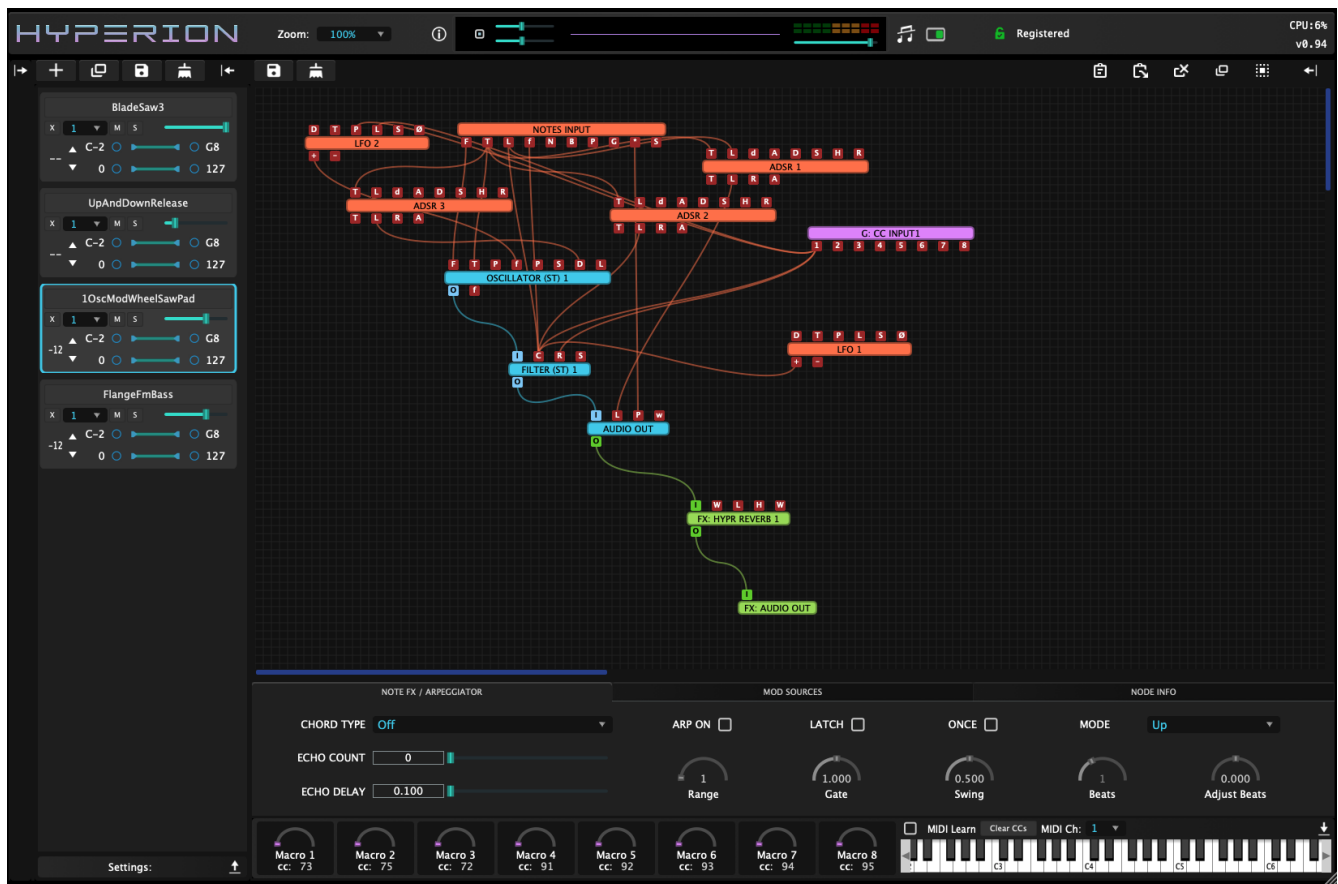 HYPERION
Zoom: 100%
Registered
CPU:6%
v0.94
BladeSaw3
X 1 M S
C-2 G8
--
0 127
UpAndDownRelease
X 1 M S
C-2 G8
--
0 127
1OscModWheelSawPad
X 1 M S
C-2 G8
-12
0 127
FlangeFmBass
X 1 M S
C-2 G8
-12
0 127
Settings:
D T P L S Ø
LFO 2
+ −
NOTES INPUT
F T L f N B P G * S
T L d A D S H R
ADSR 1
T L R A
T L d A D S H R
ADSR 3
T L R A
T L d A D S H R
ADSR 2
T L R A
G: CC INPUT1
1 2 3 4 5 6 7 8
F T P f P S D L
OSCILLATOR (ST) 1
O f
D T P L S Ø
LFO 1
+ −
I C R S
FILTER (ST) 1
O
I L P w
AUDIO OUT
O
I W L H W
FX: HYPR REVERB 1
O
I
FX: AUDIO OUT
NOTE FX / ARPEGGIATOR
MOD SOURCES
NODE INFO
CHORD TYPE Off
ARP ON
LATCH
ONCE
MODE Up
ECHO COUNT 0
ECHO DELAY 0.100
1
Range
1.000
Gate
0.500
Swing
1
Beats
0.000
Adjust Beats
Macro 1
cc: 73
Macro 2
cc: 75
Macro 3
cc: 72
Macro 4
cc: 91
Macro 5
cc: 92
Macro 6
cc: 93
Macro 7
cc: 94
Macro 8
cc: 95
MIDI Learn Clear CCs MIDI Ch: 1
C3 C4 C5 C6